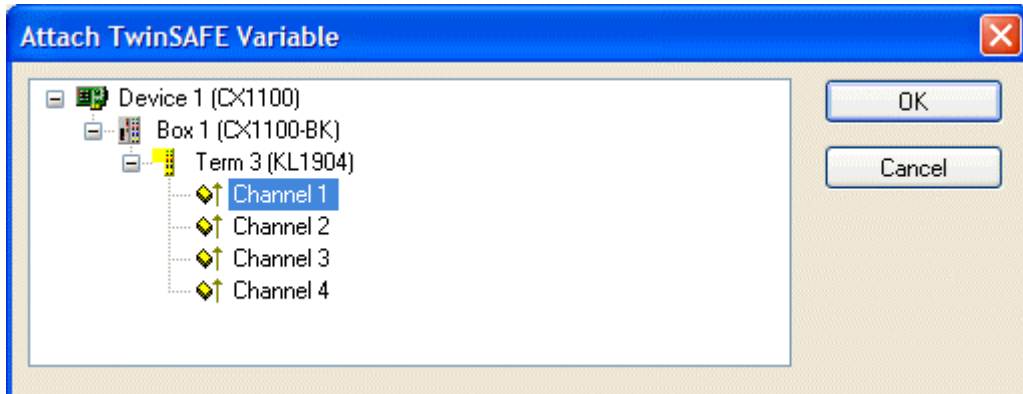 Attach TwinSAFE Variable
Device 1 (CX1100)
Box 1 (CX1100-BK)
Term 3 (KL1904)
Channel 1
Channel 2
Channel 3
Channel 4
OK
Cancel